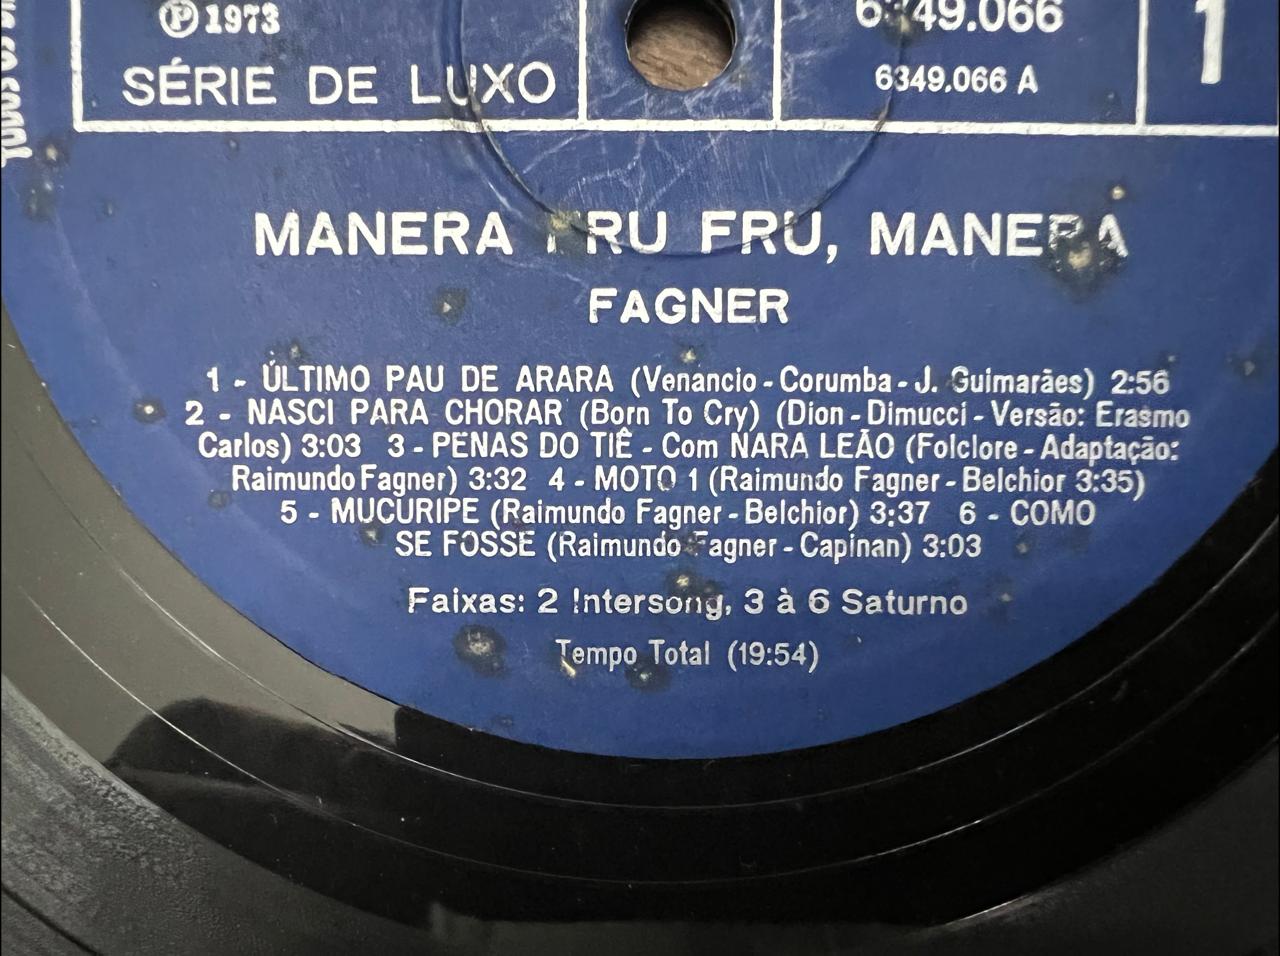 ℗ 1973
SÉRIE DE LUXO
6349.066
6349.066 A
1
MANERA FRU FRU, MANERA
FAGNER
1 - ÚLTIMO PAU DE ARARA (Venancio - Corumba - J. Guimarães) 2:56
2 - NASCI PARA CHORAR (Born To Cry) (Dion - Dimucci - Versão: Erasmo
Carlos) 3:03 3 - PENAS DO TIÊ - Com NARA LEÃO (Folclore - Adaptação:
Raimundo Fagner) 3:32 4 - MOTO 1 (Raimundo Fagner - Belchior 3:35)
5 - MUCURIPE (Raimundo Fagner - Belchior) 3:37 6 - COMO
SE FOSSE (Raimundo Fagner - Capinan) 3:03
Faixas: 2 Intersong, 3 à 6 Saturno
Tempo Total (19:54)